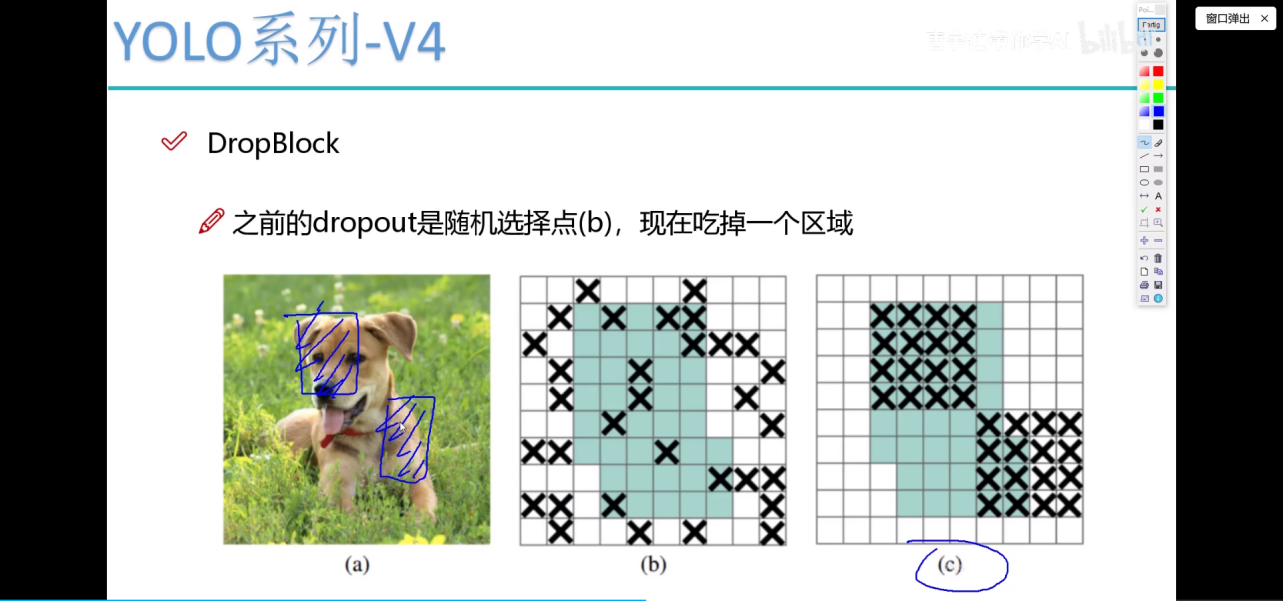 YOLO系列-V4
bilibili
窗口弹出 ×
DropBlock
之前的dropout是随机选择点(b)，现在吃掉一个区域
(a)
(b)
(c)